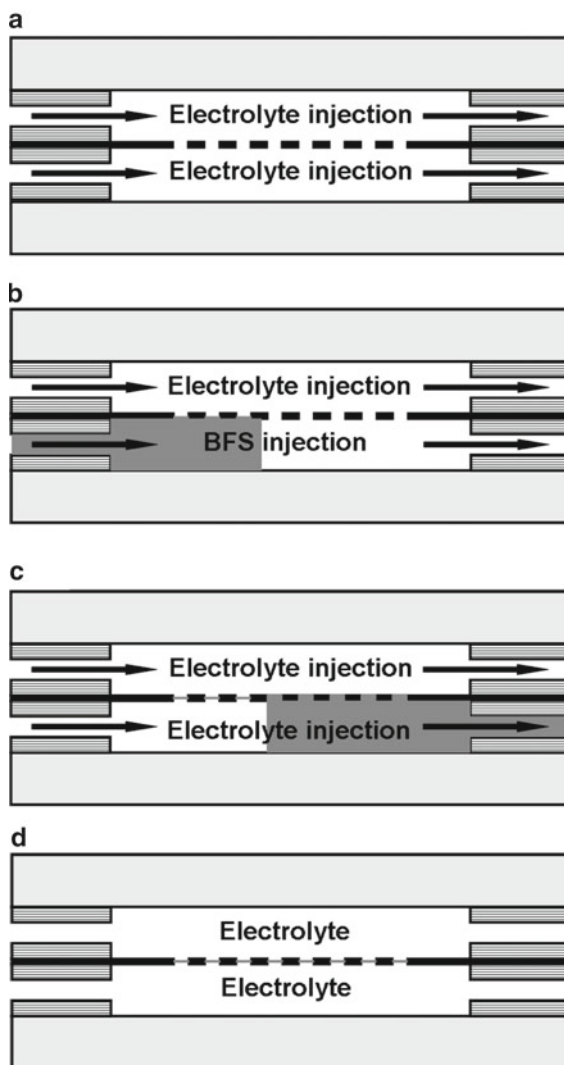 a
Electrolyte injection
Electrolyte injection
b
Electrolyte injection
BFS injection
c
Electrolyte injection
Electrolyte injection
d
Electrolyte
Electrolyte